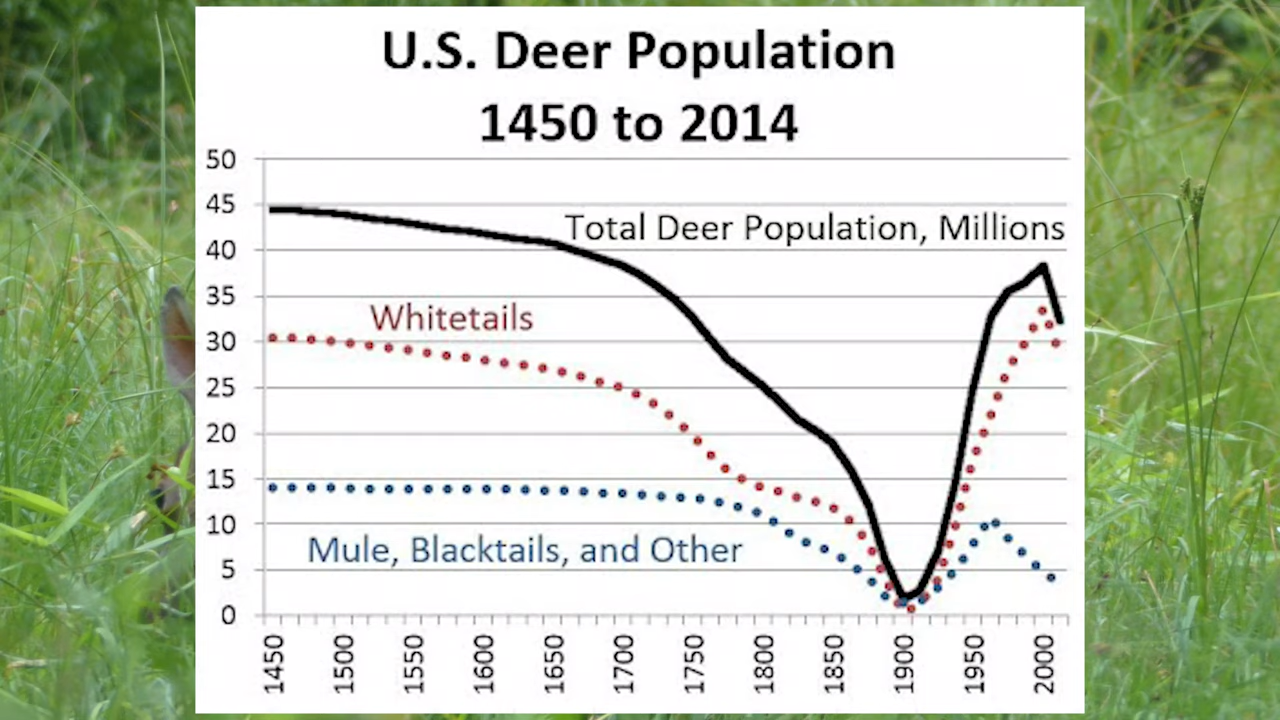 U.S. Deer Population
1450 to 2014
50
45
Total Deer Population, Millions
40
35
Whitetails
30
25
20
15
10
Mule, Blacktails, and Other
5
0
1450 1500 1550 1600 1650 1700 1750 1800 1850 1900 1950 2000